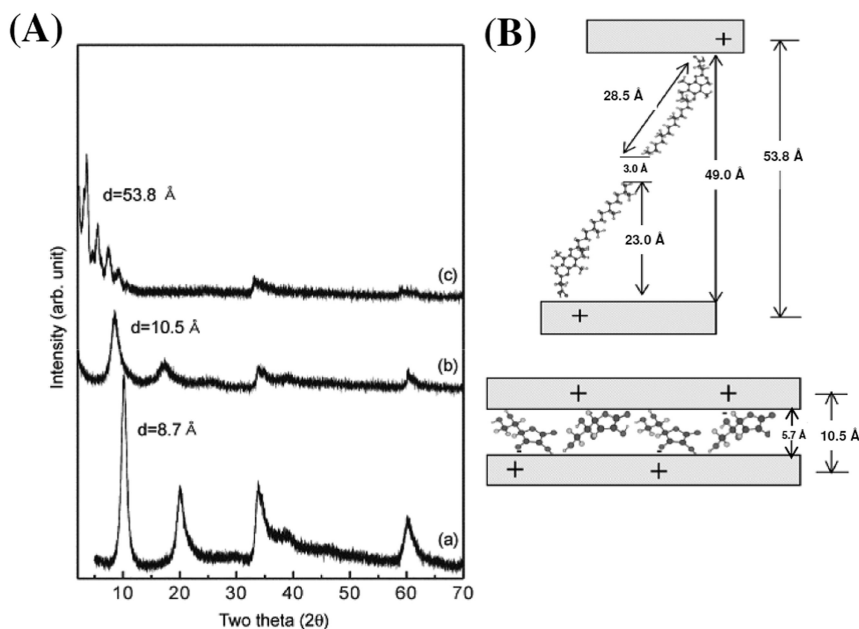 (A)
d=53.8 Å
(c)
d=10.5 Å
(b)
d=8.7 Å
(a)
Intensity (arb. unit)
10 20 30 40 50 60 70
Two theta (2θ)
(B)
+
28.5 Å
3.0 Å
49.0 Å
53.8 Å
23.0 Å
+
+ +
-
5.7 Å
10.5 Å
- -
+ +